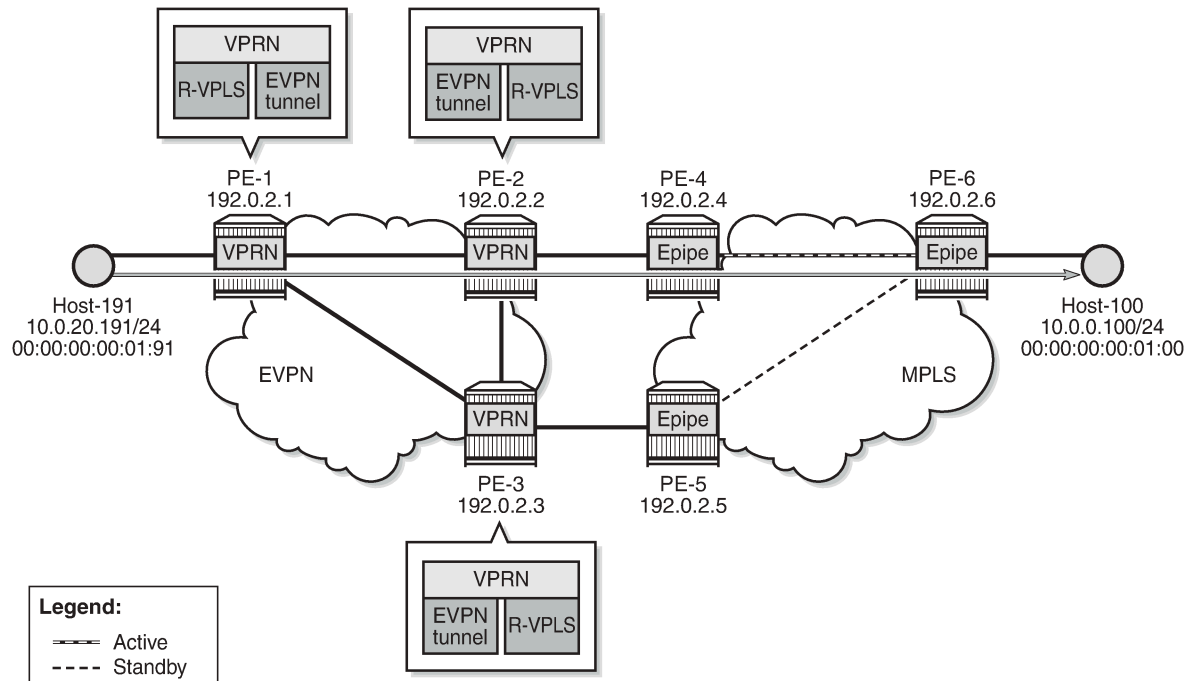 VPRN
R-VPLS
EVPN
tunnel
VPRN
EVPN
tunnel
R-VPLS
PE-1
192.0.2.1
PE-2
192.0.2.2
PE-4
192.0.2.4
PE-6
192.0.2.6
VPRN
VPRN
Epipe
Epipe
Host-191
10.0.20.191/24
00:00:00:00:01:91
Host-100
10.0.0.100/24
00:00:00:00:01:00
EVPN
MPLS
VPRN
Epipe
PE-3
192.0.2.3
PE-5
192.0.2.5
VPRN
EVPN
tunnel
R-VPLS
Legend:
Active
Standby